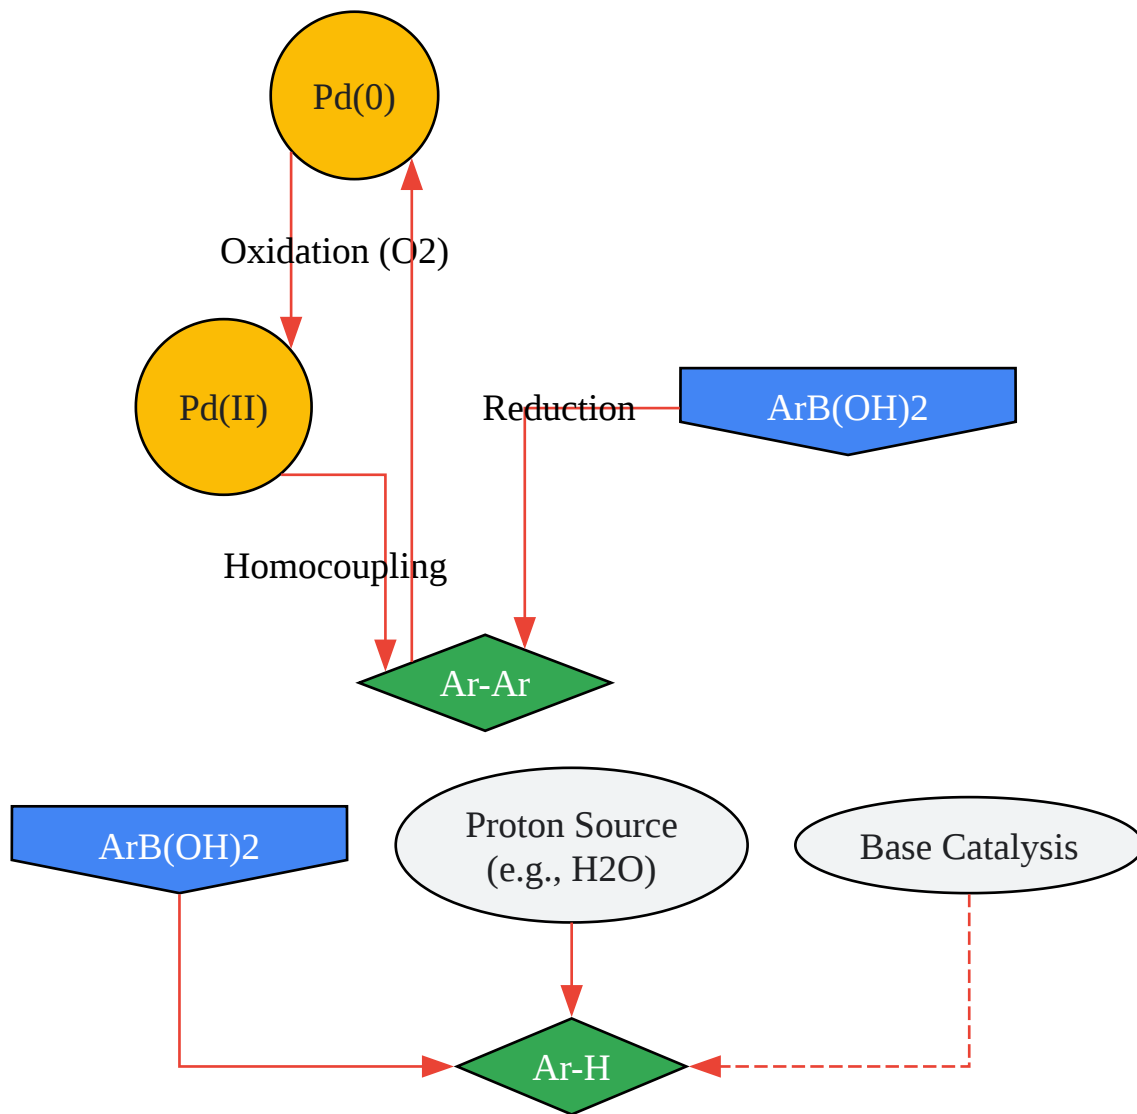 Pd(0)
Oxidation (O2)
Pd(II)
Reduction
ArB(OH)2
Homocoupling
Ar-Ar
ArB(OH)2
Proton Source
(e.g., H2O)
Base Catalysis
Ar-H